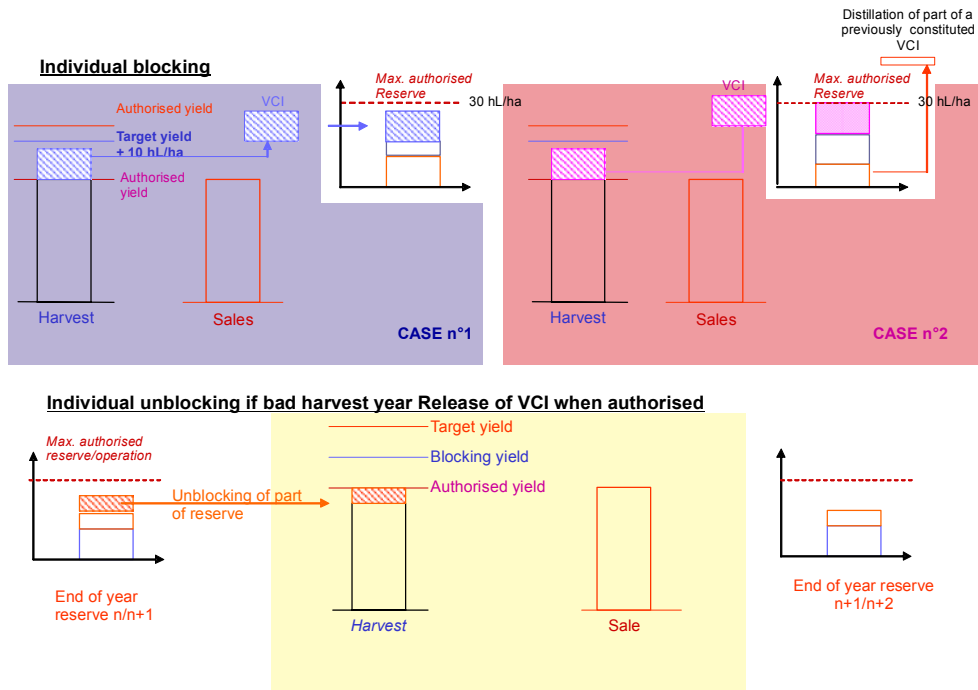 Distillation of part of a
previously constituted
VCI
Individual blocking
Max. authorised
Reserve
30 hL/ha
VCI
Authorised yield
Target yield
+ 10 hL/ha
Authorised
yield
Harvest
Sales
CASE n°1
VCI
Max. authorised
Reserve
30 hL/ha
Harvest
Sales
CASE n°2
Individual unblocking if bad harvest year Release of VCI when authorised
Max. authorised
reserve/operation
Unblocking of part
of reserve
End of year
reserve n/n+1
Target yield
Blocking yield
Authorised yield
Harvest
Sale
End of year reserve
n+1/n+2